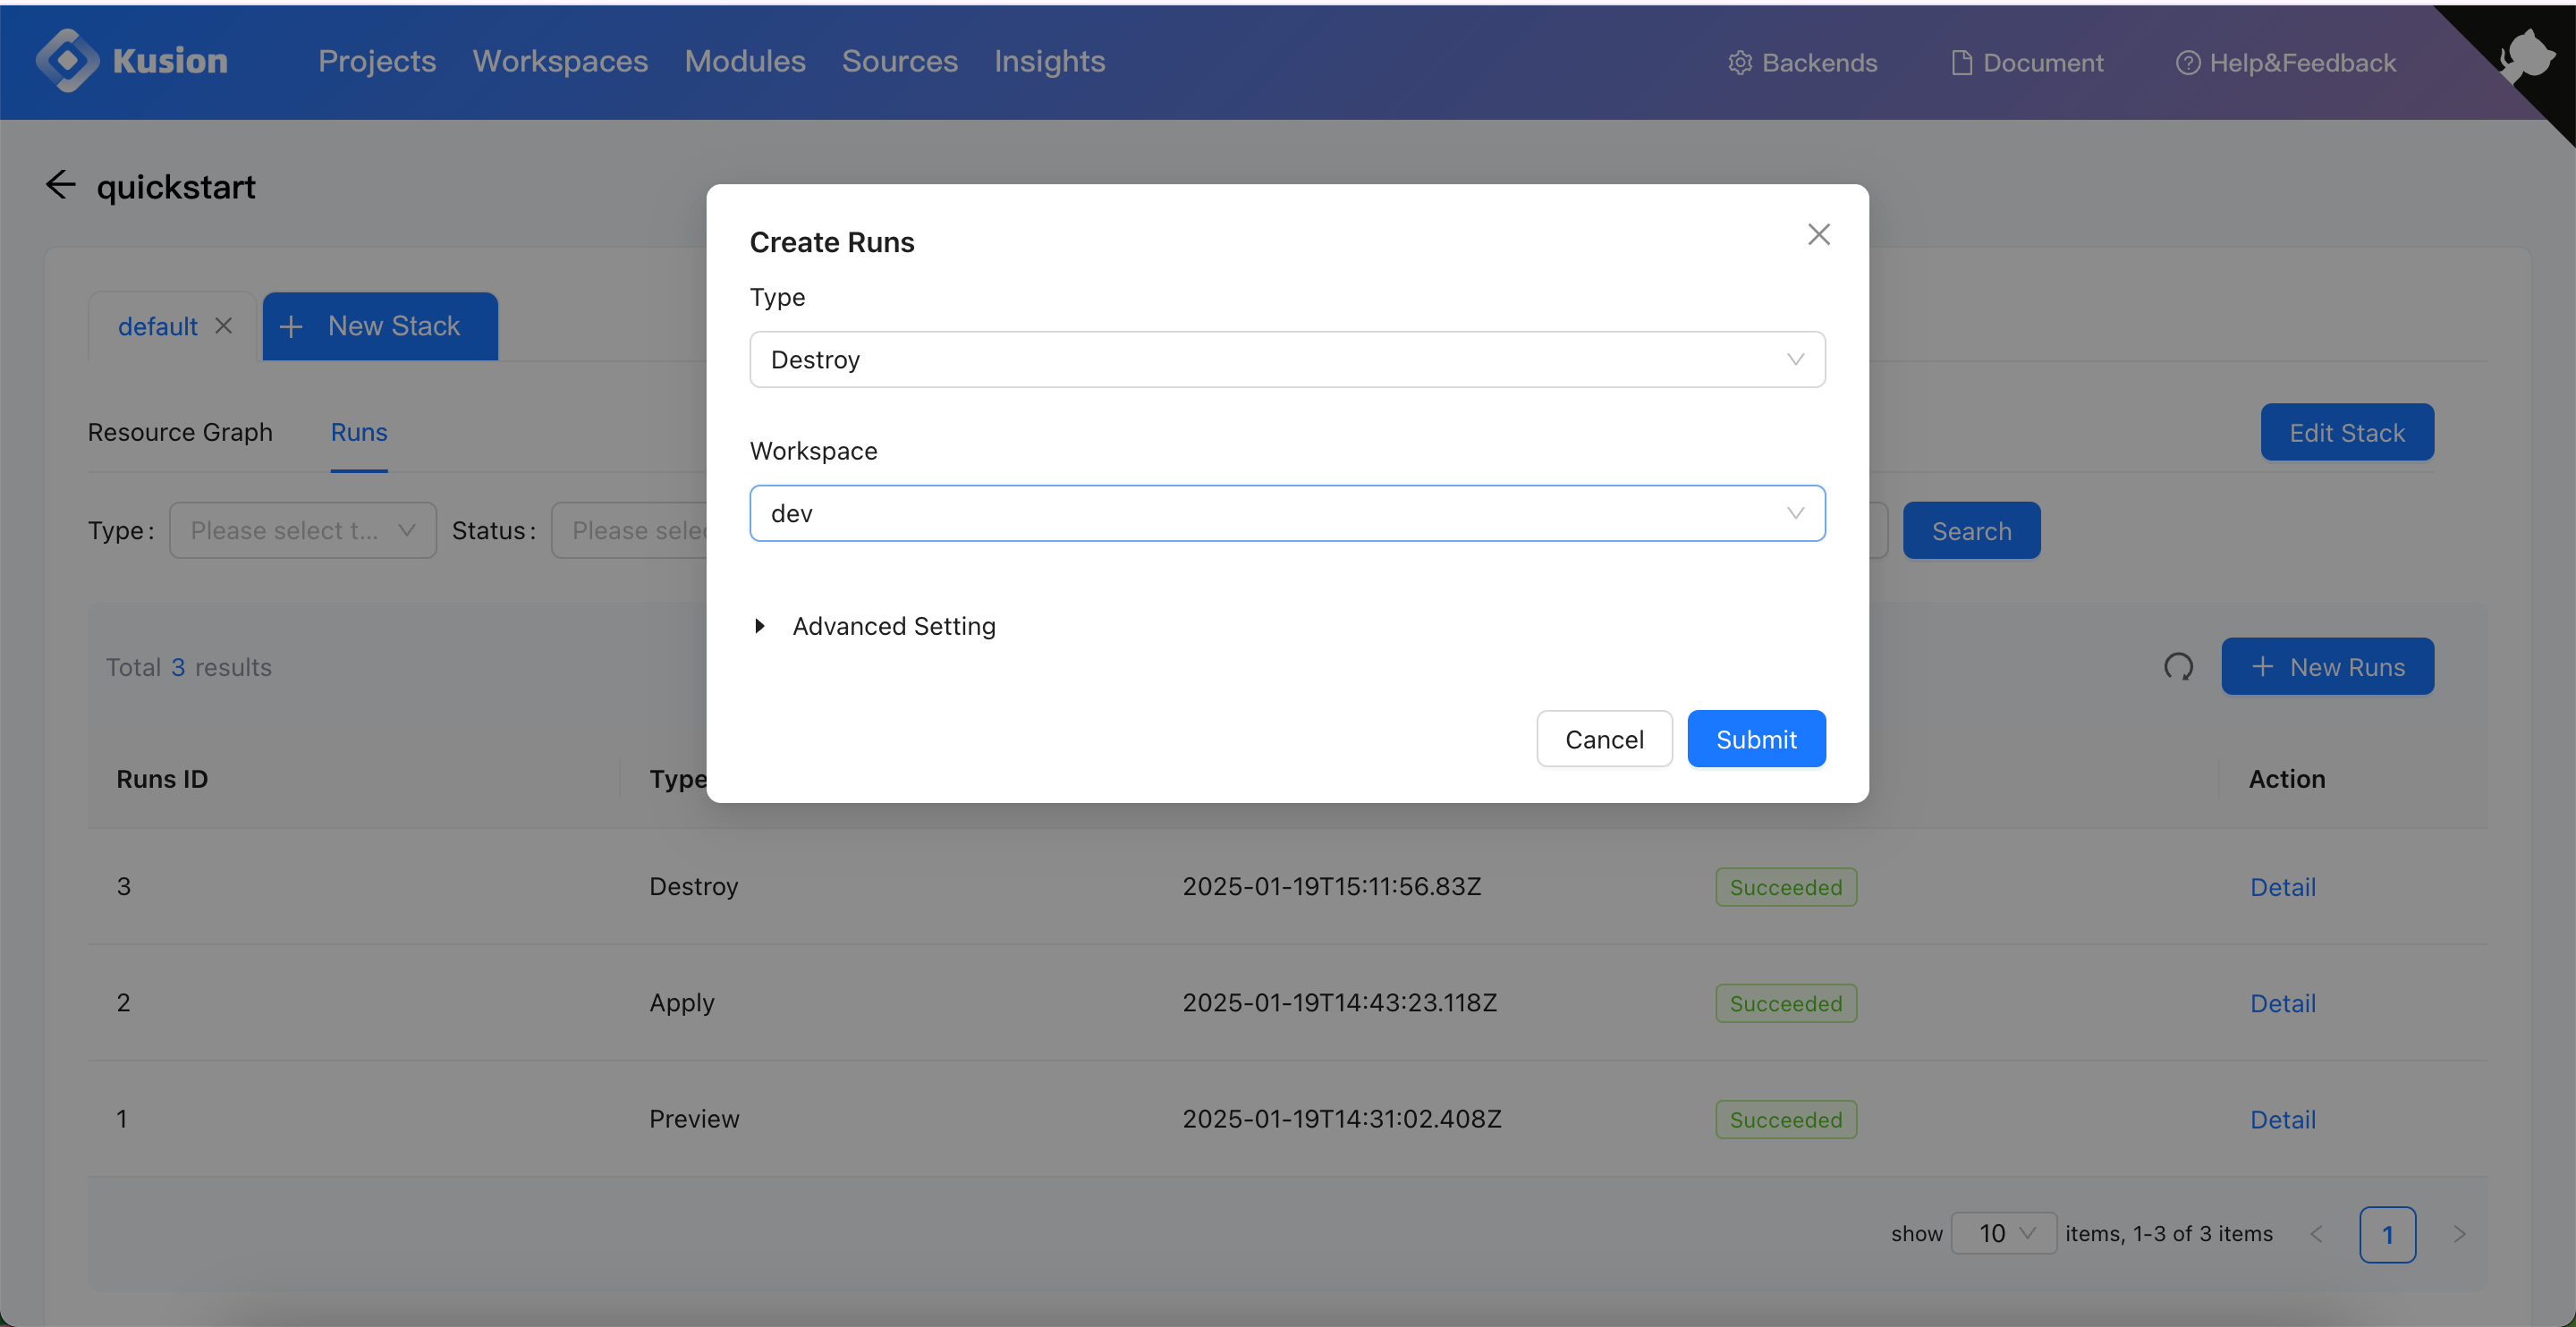 Kusion Projects Workspaces Modules Sources Insights Backends Document Help&Feedback
quickstart
Create Runs
Type
default New Stack
Destroy
Resource Graph Runs
Edit Stack
Workspace
dev
Type: Please select t... Status: Please selec
Search
Advanced Setting
Total 3 results
New Runs
Cancel Submit
Runs ID Type Action
3 Destroy 2025-01-19T15:11:56.83Z Succeeded Detail
2 Apply 2025-01-19T14:43:23.118Z Succeeded Detail
1 Preview 2025-01-19T14:31:02.408Z Succeeded Detail
show 10 items, 1-3 of 3 items 1